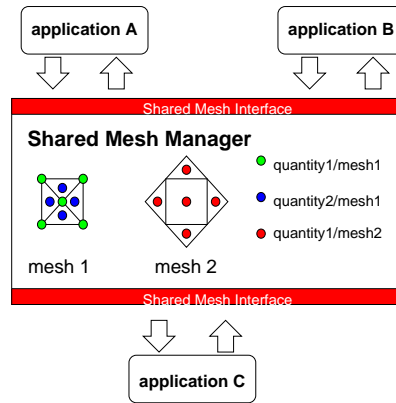 application A
application B
Shared Mesh Interface
Shared Mesh Manager
quantity1/mesh1
quantity2/mesh1
quantity1/mesh2
mesh 1
mesh 2
Shared Mesh Interface
application C